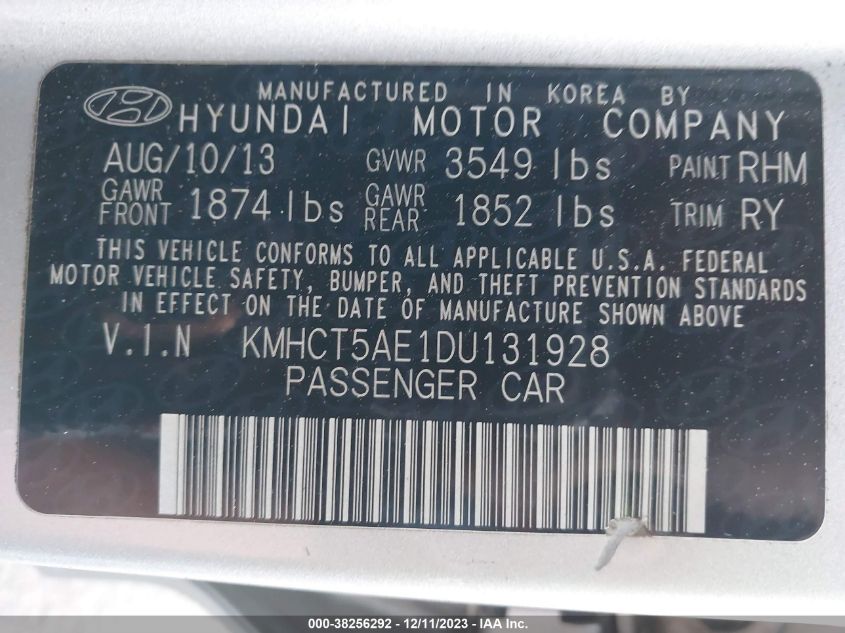 MANUFACTURED IN KOREA BY
HYUNDAI MOTOR COMPANY
AUG/10/13 GVWR 3549 lbs PAINT RHM
GAWR FRONT 1874 lbs GAWR REAR 1852 lbs TRIM RY
THIS VEHICLE CONFORMS TO ALL APPLICABLE U.S.A. FEDERAL
MOTOR VEHICLE SAFETY, BUMPER, AND THEFT PREVENTION STANDARDS
IN EFFECT ON THE DATE OF MANUFACTURE SHOWN ABOVE
V.I.N KMHCT5AE1DU131928
PASSENGER CAR
000-38256292 - 12/11/2023 - IAA Inc.